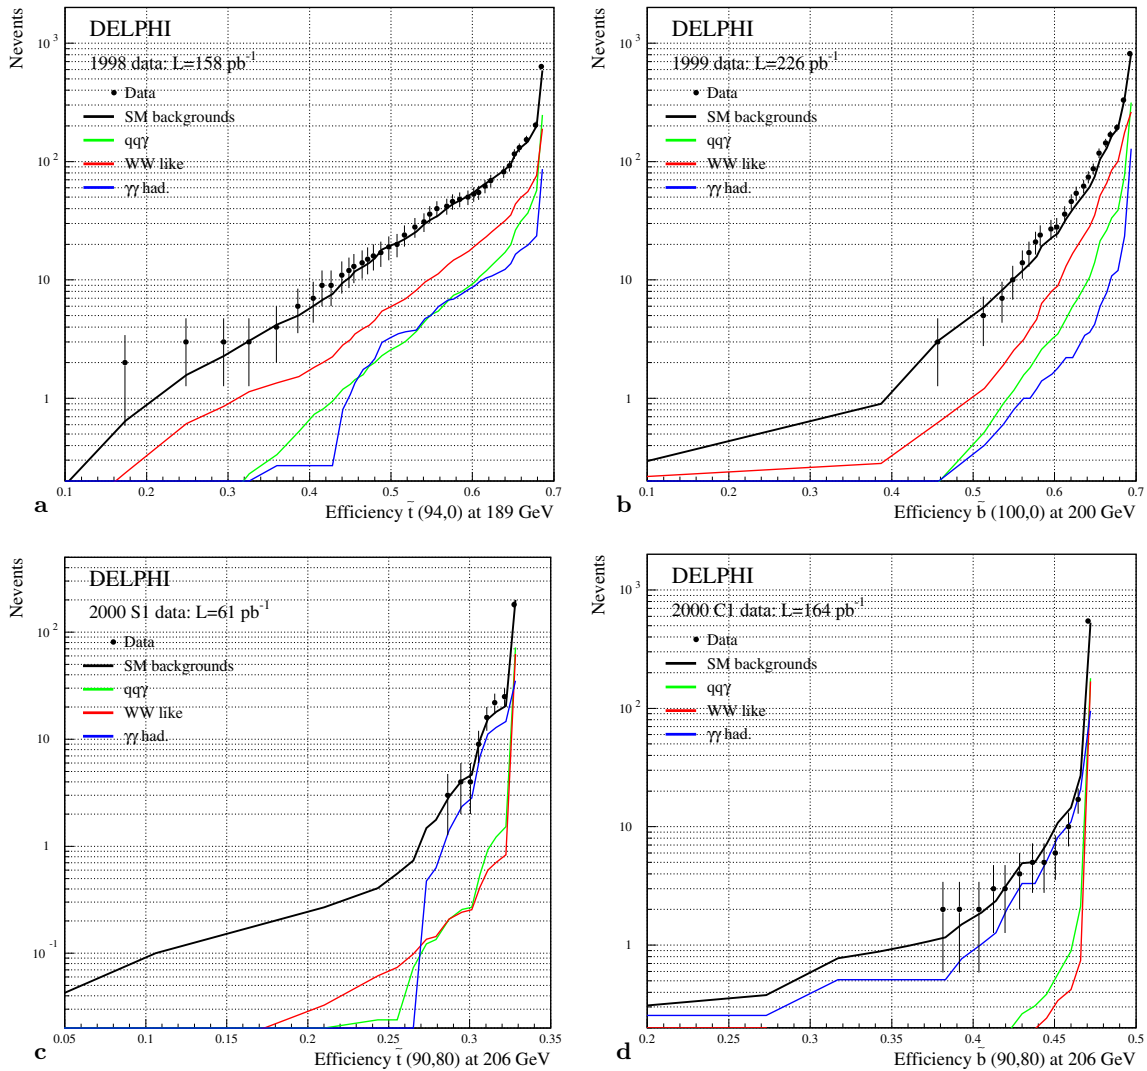 DELPHI
1998 data: L=158 pb⁻¹
Data
SM backgrounds
qqγ
WW like
γγ had.
Nevents
10³
10²
10
1
0.1 0.2 0.3 0.4 0.5 0.6 0.7
a
Efficiency t̃ (94,0) at 189 GeV
DELPHI
1999 data: L=226 pb⁻¹
Data
SM backgrounds
qqγ
WW like
γγ had.
Nevents
10³
10²
10
1
0.1 0.2 0.3 0.4 0.5 0.6 0.7
b
Efficiency b̃ (100,0) at 200 GeV
DELPHI
2000 S1 data: L=61 pb⁻¹
Data
SM backgrounds
qqγ
WW like
γγ had.
Nevents
10²
10
1
10⁻¹
0.05 0.1 0.15 0.2 0.25 0.3 0.35
c
Efficiency t̃ (90,80) at 206 GeV
DELPHI
2000 C1 data: L=164 pb⁻¹
Data
SM backgrounds
qqγ
WW like
γγ had.
Nevents
10³
10²
10
1
0.2 0.25 0.3 0.35 0.4 0.45 0.5
d
Efficiency b̃ (90,80) at 206 GeV